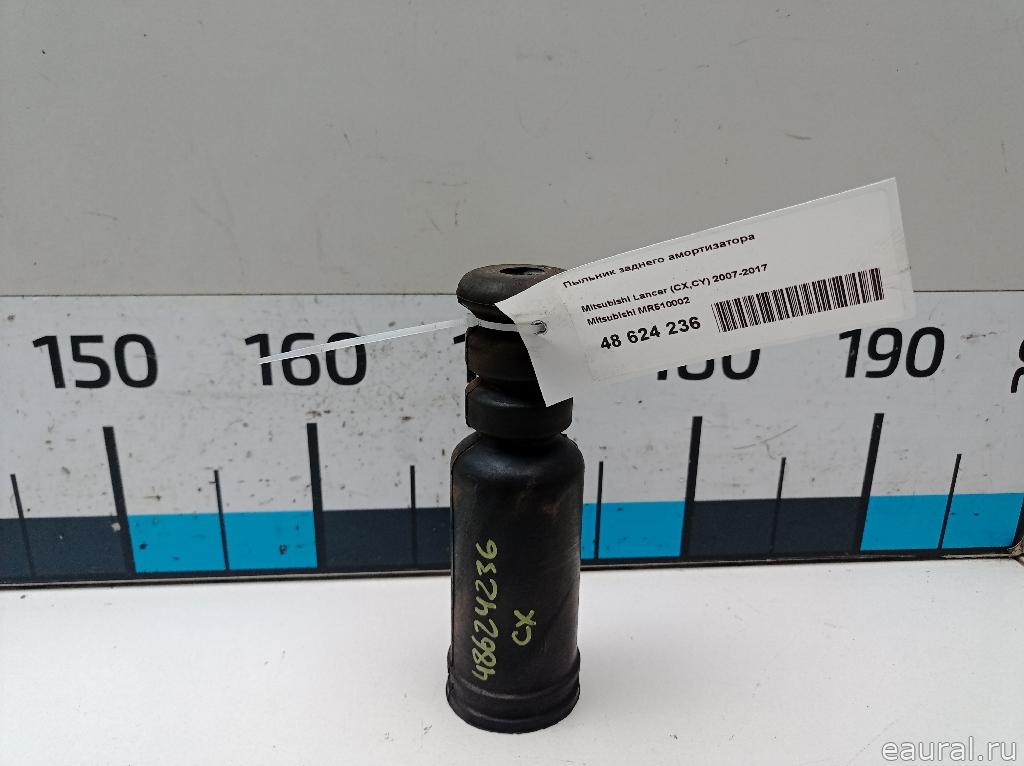 Пыльник заднего амортизатора
Mitsubishi Lancer (CX,CY) 2007-2017
Mitsubishi MR510002
48 624 236
150 160 180 190
48624236
CX
eaural.ru